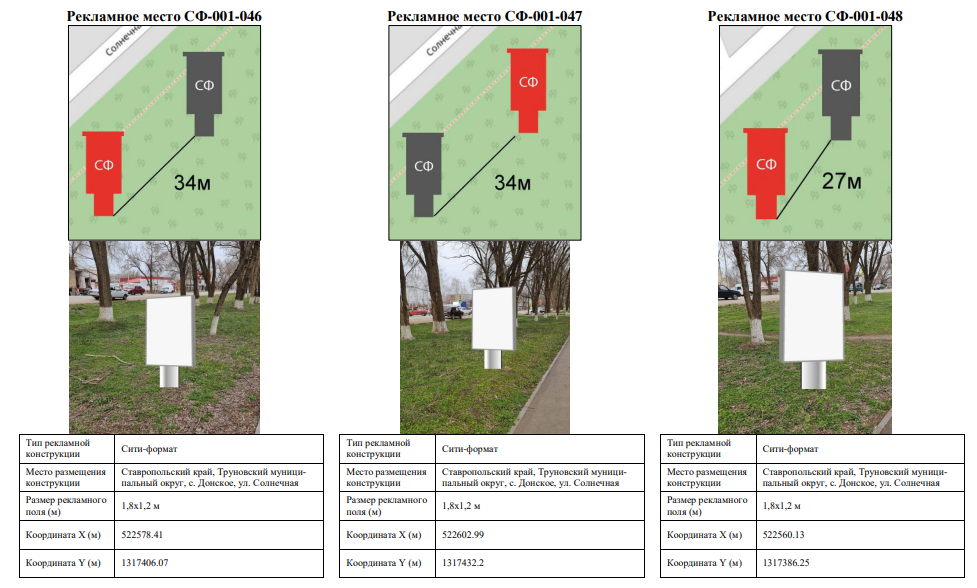 Рекламное место СФ-001-046
Солнечна
СФ
СФ
34м
Тип рекламной
конструкции
Сити-формат
Место размещения
конструкции
Ставропольский край, Труновский муници-
пальный округ, с. Донское, ул. Солнечная
Размер рекламного
поля (м)
1,8х1,2 м
Координата X (м)
522578.41
Координата Y (м)
1317406.07
Рекламное место СФ-001-047
Солнечна
СФ
СФ
34м
Тип рекламной
конструкции
Сити-формат
Место размещения
конструкции
Ставропольский край, Труновский муници-
пальный округ, с. Донское, ул. Солнечная
Размер рекламного
поля (м)
1,8х1,2 м
Координата X (м)
522602.99
Координата Y (м)
1317432.2
Рекламное место СФ-001-048
СФ
СФ
27м
Тип рекламной
конструкции
Сити-формат
Место размещения
конструкции
Ставропольский край, Труновский муници-
пальный округ, с. Донское, ул. Солнечная
Размер рекламного
поля (м)
1,8х1,2 м
Координата X (м)
522560.13
Координата Y (м)
1317386.25